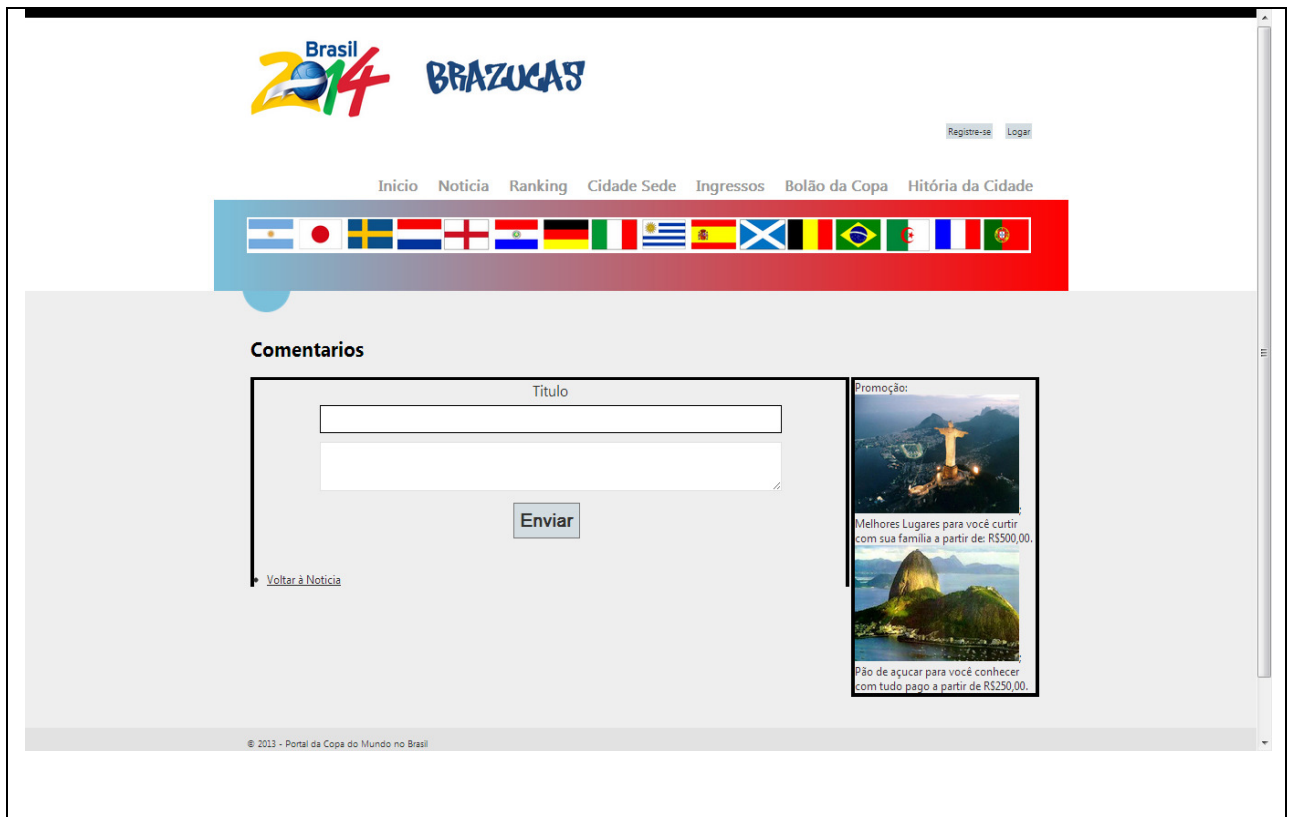 Brasil
2014
BRAZUCAS
Registre-se Logar
Inicio Noticia Ranking Cidade Sede Ingressos Bolão da Copa Hitória da Cidade
Comentarios
Titulo
Enviar
Voltar à Noticia
Promoção:
;
Melhores Lugares para você curtir
com sua família a partir de: R$500,00.
;
Pão de açucar para você conhecer
com tudo pago a partir de R$250,00.
© 2013 - Portal da Copa do Mundo no Brasil